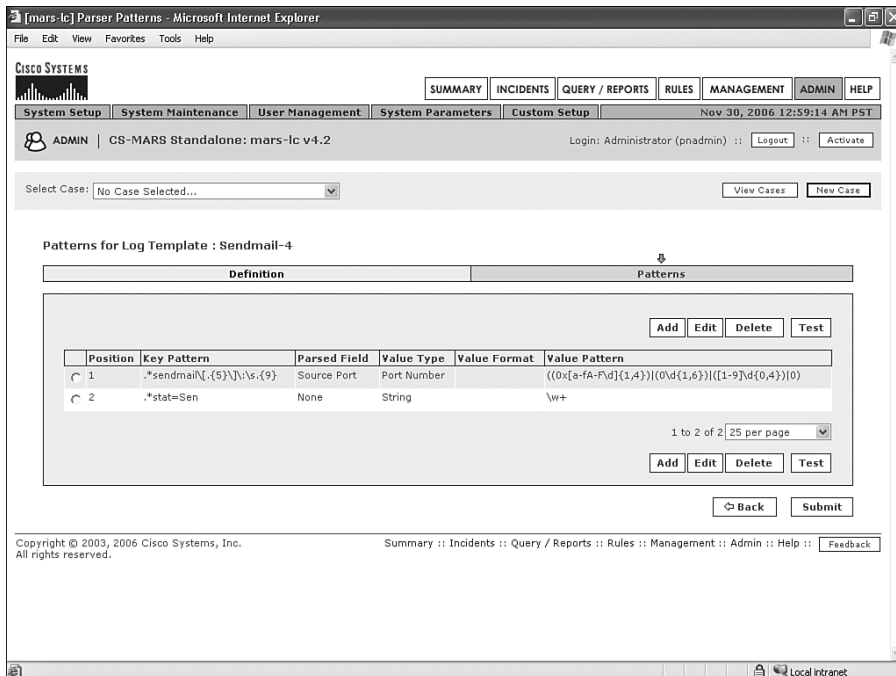 [mars-lc] Parser Patterns - Microsoft Internet Explorer
File Edit View Favorites Tools Help
CISCO SYSTEMS
SUMMARY INCIDENTS QUERY / REPORTS RULES MANAGEMENT ADMIN HELP
System Setup System Maintenance User Management System Parameters Custom Setup Nov 30, 2006 12:59:14 AM PST
ADMIN | CS-MARS Standalone: mars-lc v4.2 Login: Administrator (pnadmin) :: Logout :: Activate
Select Case: No Case Selected... View Cases New Case
Patterns for Log Template : Sendmail-4
Definition Patterns
Add Edit Delete Test
Position Key Pattern Parsed Field Value Type Value Format Value Pattern
1 .*sendmail\[.{5}\]\:\s.{9} Source Port Port Number ((0x[a-fA-F\d]{1,4})|(0\d{1,6})|([1-9]\d{0,4})|0)
2 .*stat=Sen None String \w+
1 to 2 of 2 25 per page
Add Edit Delete Test
Back Submit
Copyright © 2003, 2006 Cisco Systems, Inc. Summary :: Incidents :: Query / Reports :: Rules :: Management :: Admin :: Help :: Feedback
All rights reserved.
Local intranet